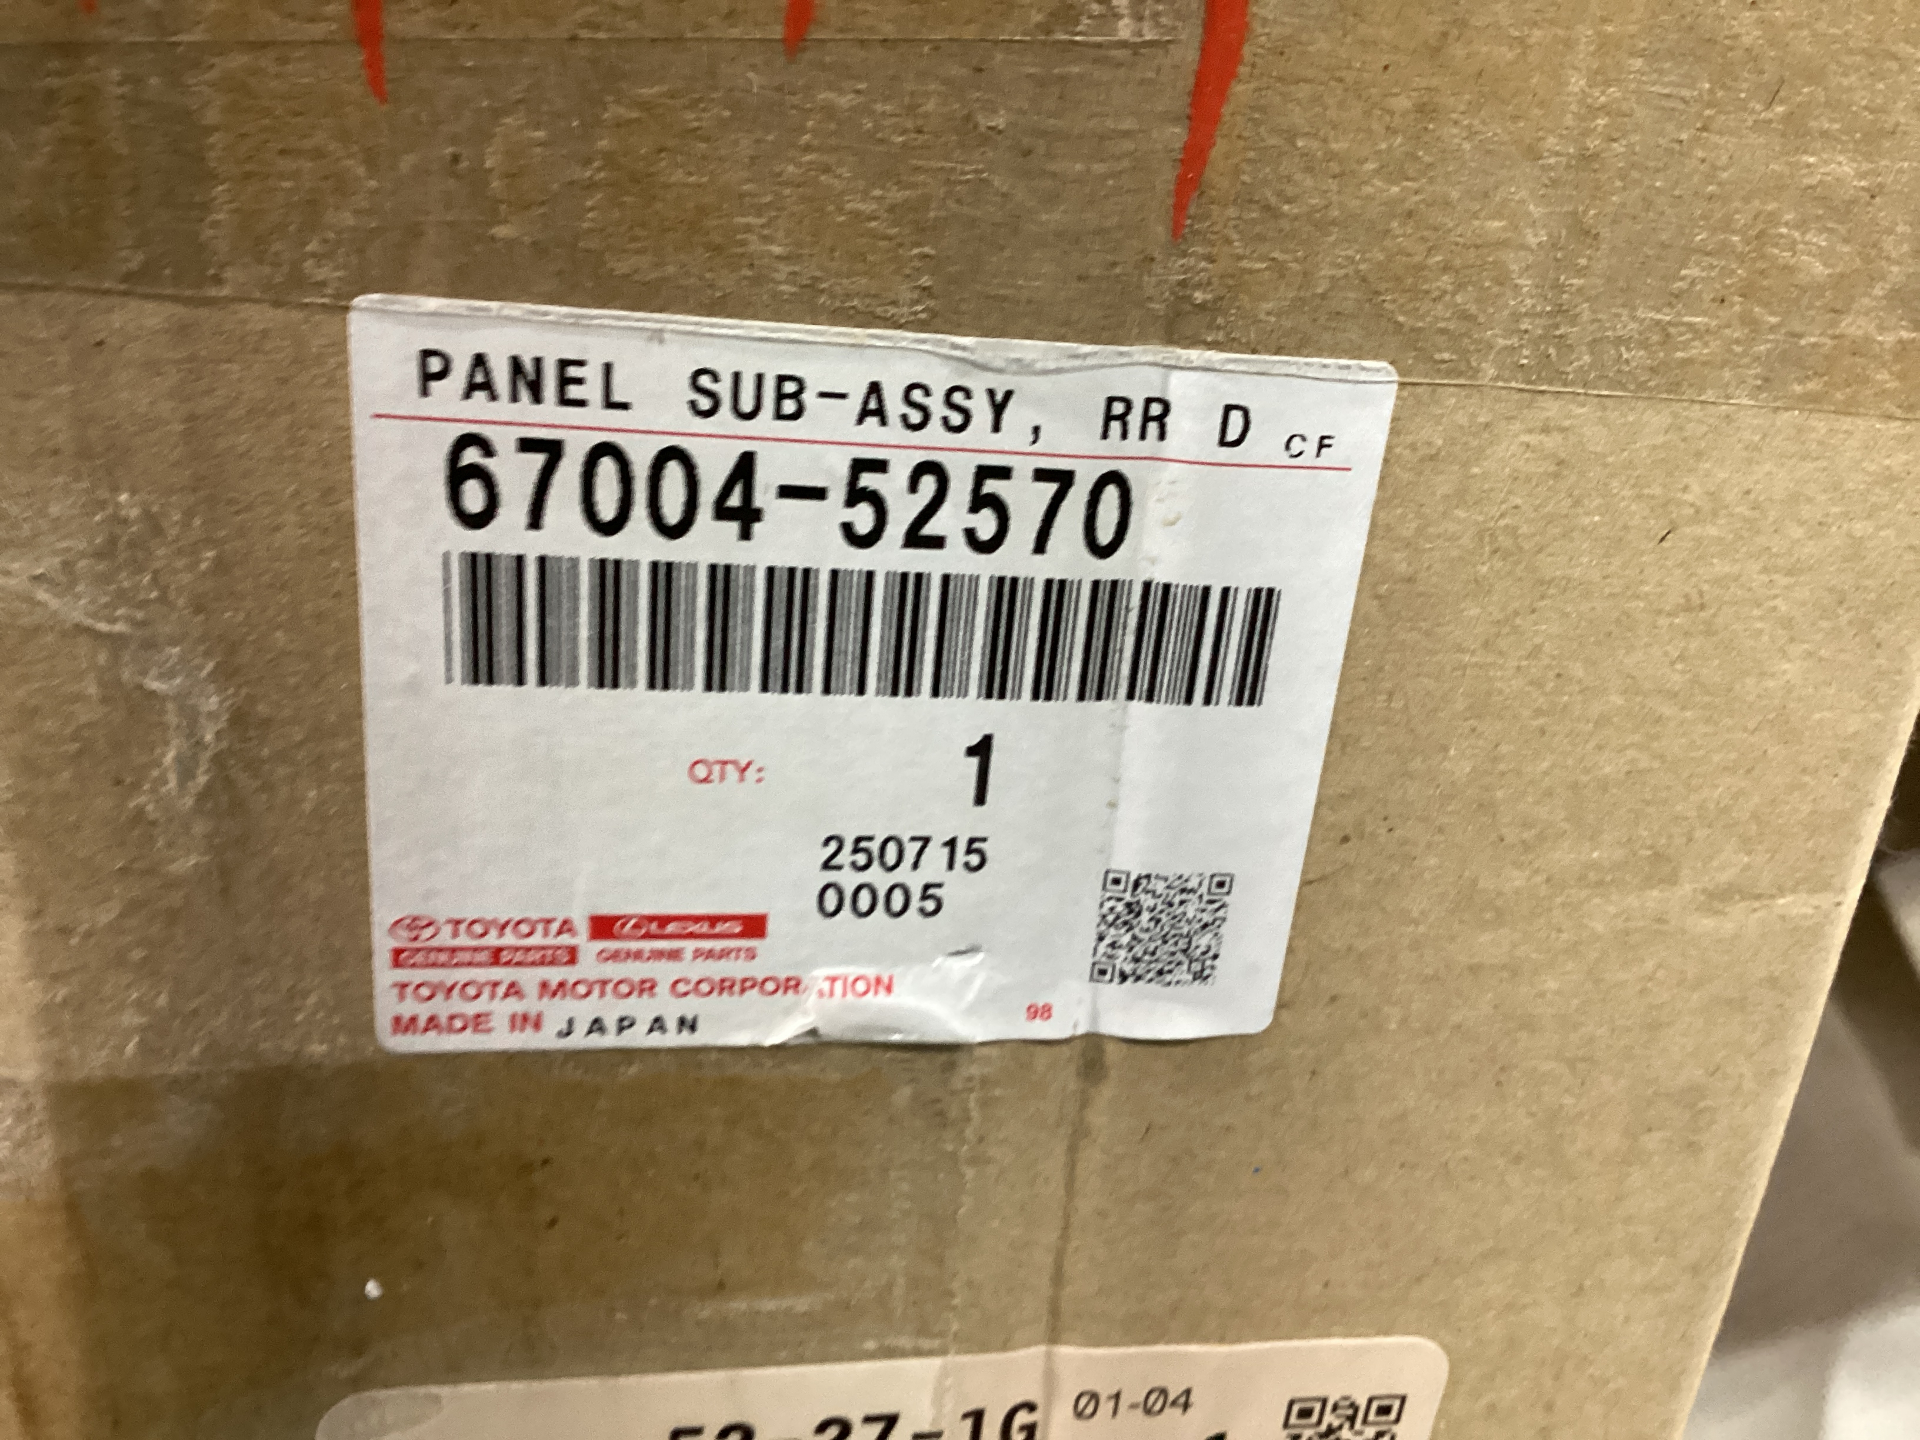 PANEL SUB-ASSY, RR D CF
67004-52570
QTY: 1
250715
0005
TOYOTA LEXUS
GENUINE PARTS GENUINE PARTS
TOYOTA MOTOR CORPORATION
MADE IN JAPAN
98
01-04